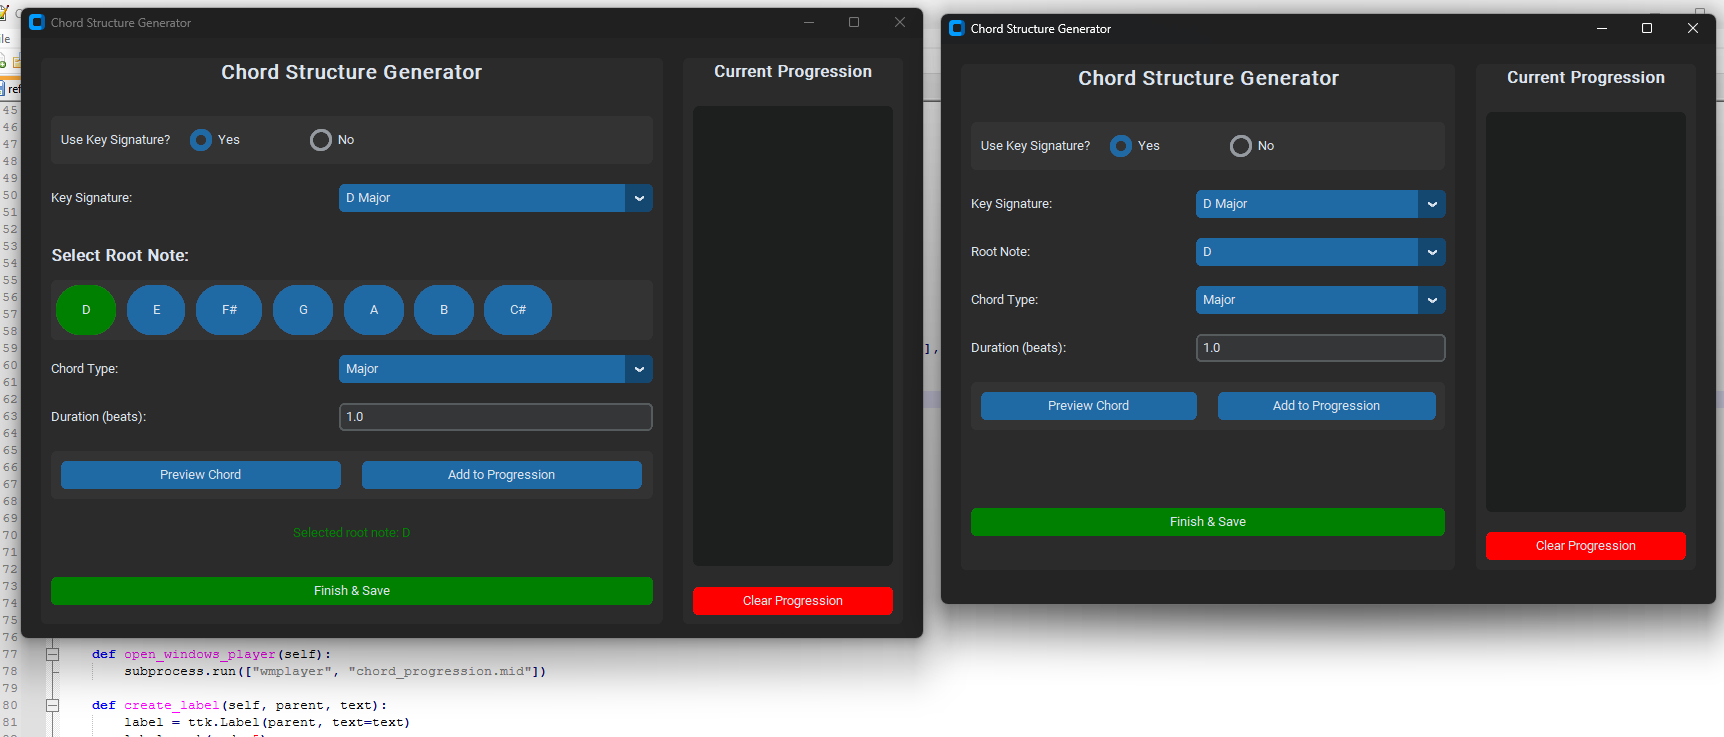 Chord Structure Generator
Chord Structure Generator
Current Progression
Use Key Signature? Yes No
Key Signature: D Major
Select Root Note:
D E F# G A B C#
Chord Type: Major
Duration (beats): 1.0
Preview Chord Add to Progression
Selected root note: D
Finish & Save
Clear Progression
Chord Structure Generator
Chord Structure Generator
Current Progression
Use Key Signature? Yes No
Key Signature: D Major
Root Note: D
Chord Type: Major
Duration (beats): 1.0
Preview Chord Add to Progression
Finish & Save
Clear Progression
ile
ref
45
46
47
48
49
50
51
52
53
54
55
56
57
58
59 ],
60
61
62
63
64
65
66
67
68
69
70
71
72
73
74
75
76
77 def open_windows_player(self):
78 subprocess.run(["wmplayer", "chord_progression.mid"])
79
80 def create_label(self, parent, text):
81 label = ttk.Label(parent, text=text)